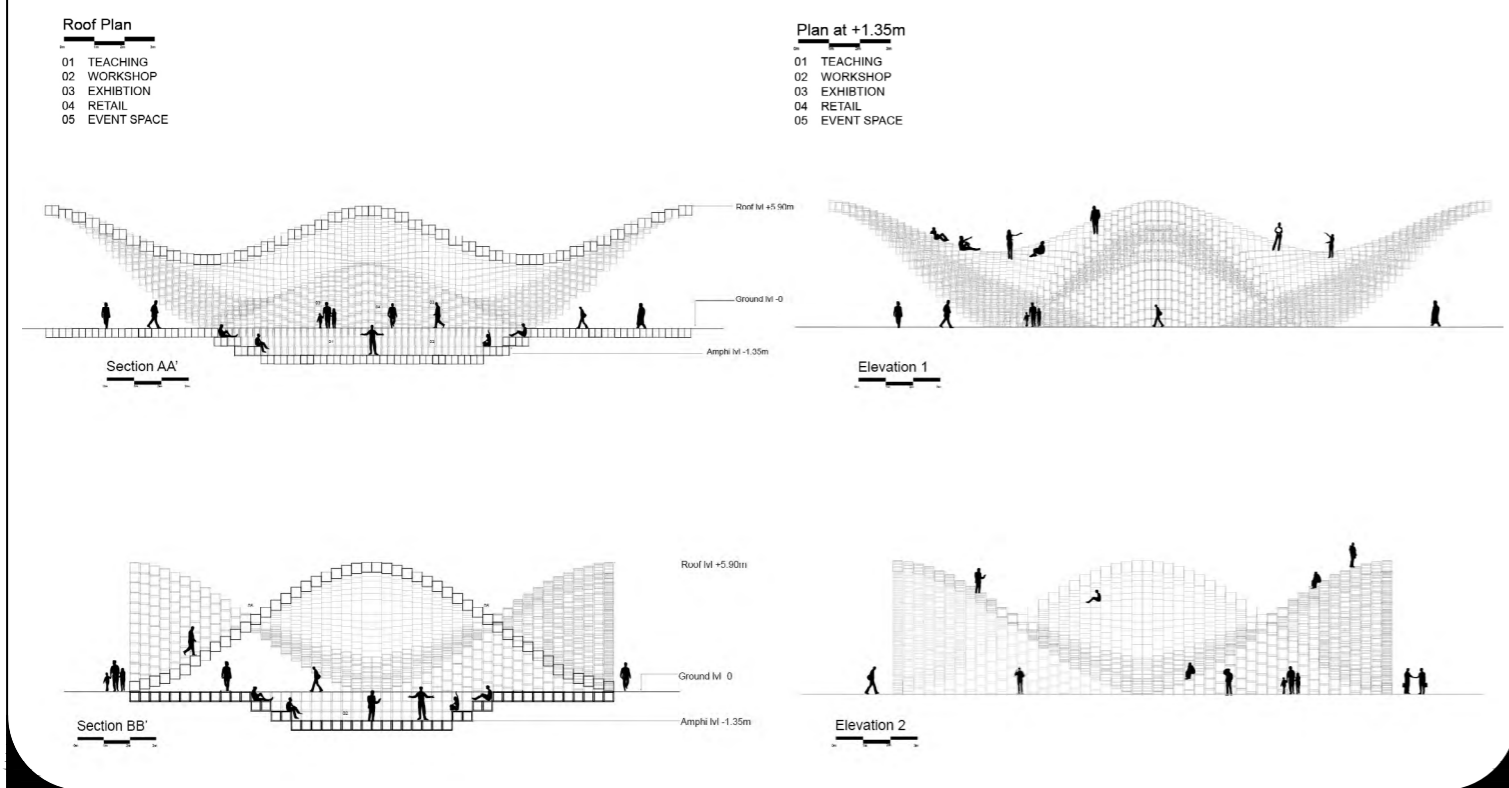 Roof Plan
01 TEACHING
02 WORKSHOP
03 EXHIBTION
04 RETAIL
05 EVENT SPACE
Plan at +1.35m
01 TEACHING
02 WORKSHOP
03 EXHIBTION
04 RETAIL
05 EVENT SPACE
Roof lvl +5.90m
Ground lvl -0
Amphi lvl -1.35m
Section AA'
Elevation 1
Roof lvl +5.90m
Ground lvl 0
Amphi lvl -1.35m
Section BB'
Elevation 2